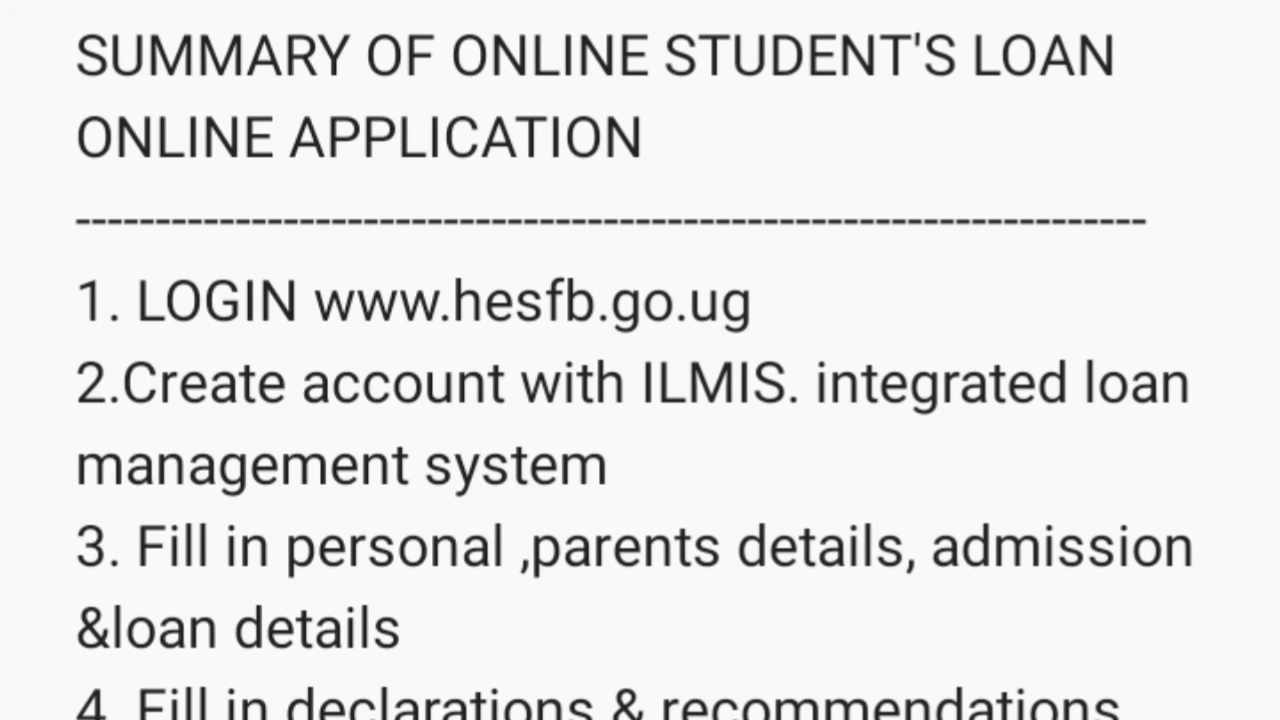 SUMMARY OF ONLINE STUDENT'S LOAN
ONLINE APPLICATION
-------------------------------------------------------------------
1. LOGIN www.hesfb.go.ug
2.Create account with ILMIS. integrated loan
management system
3. Fill in personal ,parents details, admission
&loan details
4. Fill in declarations & recommendations